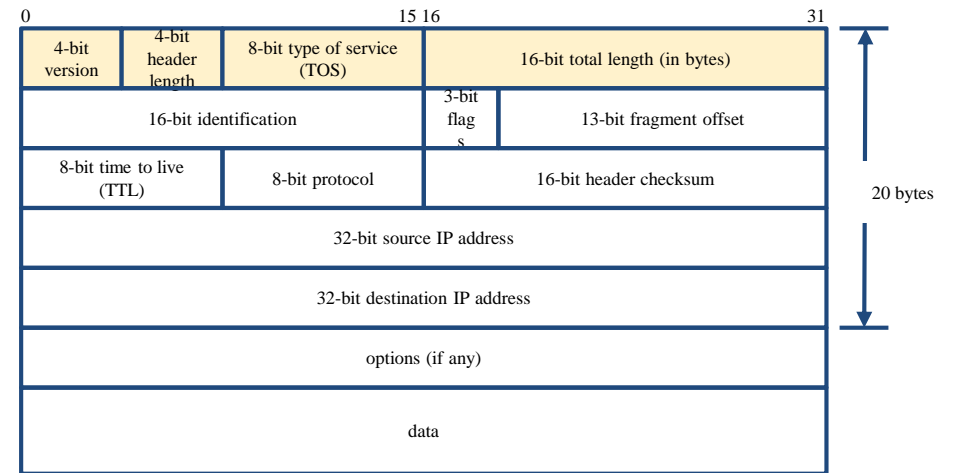 0 15 16 31
4-bit
version
4-bit
header
length
8-bit type of service
(TOS)
16-bit total length (in bytes)
16-bit identification
3-bit
flag
s
13-bit fragment offset
8-bit time to live
(TTL)
8-bit protocol
16-bit header checksum
20 bytes
32-bit source IP address
32-bit destination IP address
options (if any)
data